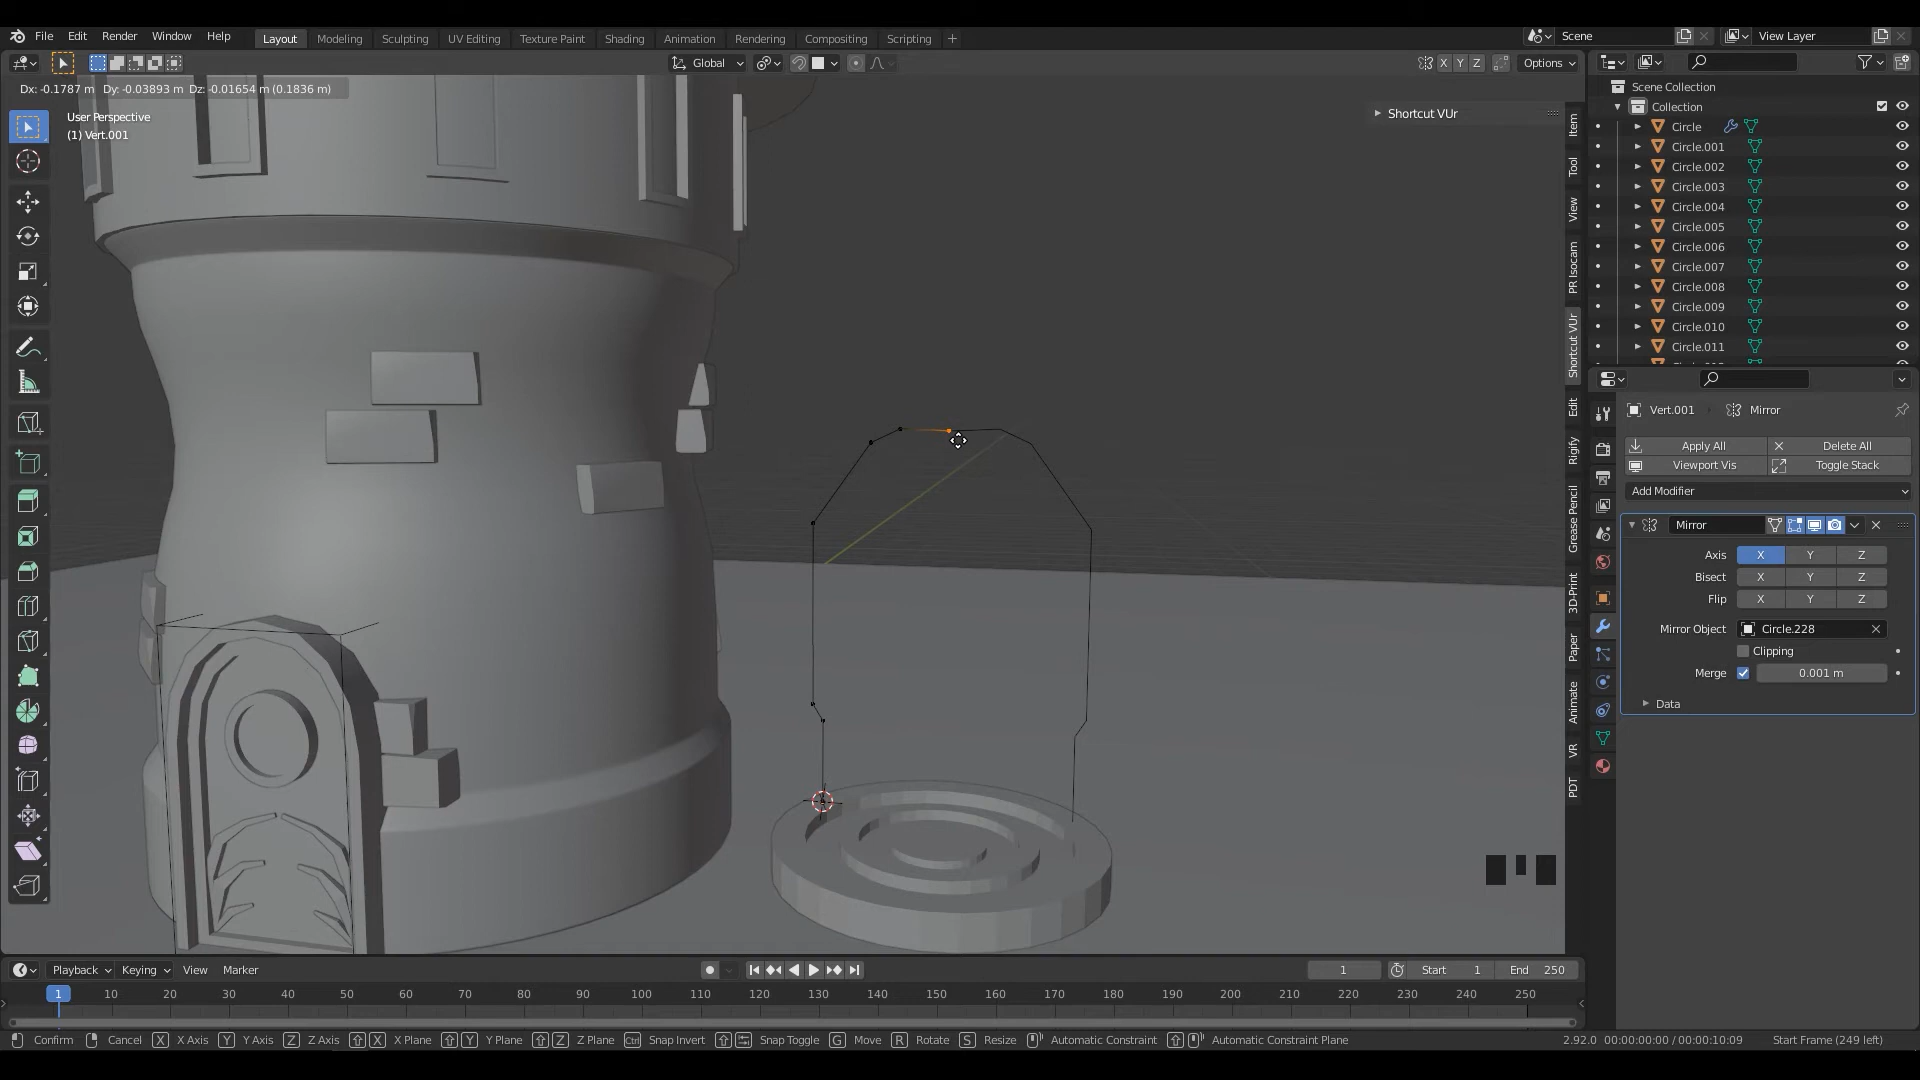 File Edit Render Window Help Layout Modeling Sculpting UV Editing Texture Paint Shading Animation Rendering Compositing Scripting + Scene View Layer
Global X Y Z Options
Dx: -0.1787 m Dy: -0.03893 m Dz: -0.01654 m (0.1836 m)
User Perspective
(1) Vert.001
Shortcut VUr
Item
Tool
View
PR Isocam
Shortcut VUr
Edit
Rigify
Grease Pencil
3D-Print
Paper
Animate
VR
PDT
Scene Collection
Collection
Circle
Circle.001
Circle.002
Circle.003
Circle.004
Circle.005
Circle.006
Circle.007
Circle.008
Circle.009
Circle.010
Circle.011
Vert.001 Mirror
Apply All Delete All
Viewport Vis Toggle Stack
Add Modifier
Mirror
Axis X Y Z
Bisect X Y Z
Flip X Y Z
Mirror Object Circle.228
Clipping
Merge 0.001 m
Data
Playback Keying View Marker 1 Start 1 End 250
1 10 20 30 40 50 60 70 80 90 100 110 120 130 140 150 160 170 180 190 200 210 220 230 240 250
Confirm Cancel X X Axis Y Y Axis Z Z Axis X X Plane Y Y Plane Z Z Plane Ctrl Snap Invert Snap Toggle G Move R Rotate S Resize Automatic Constraint Automatic Constraint Plane 2.92.0 00:00:00:00 / 00:00:10:09 Start Frame (249 left)